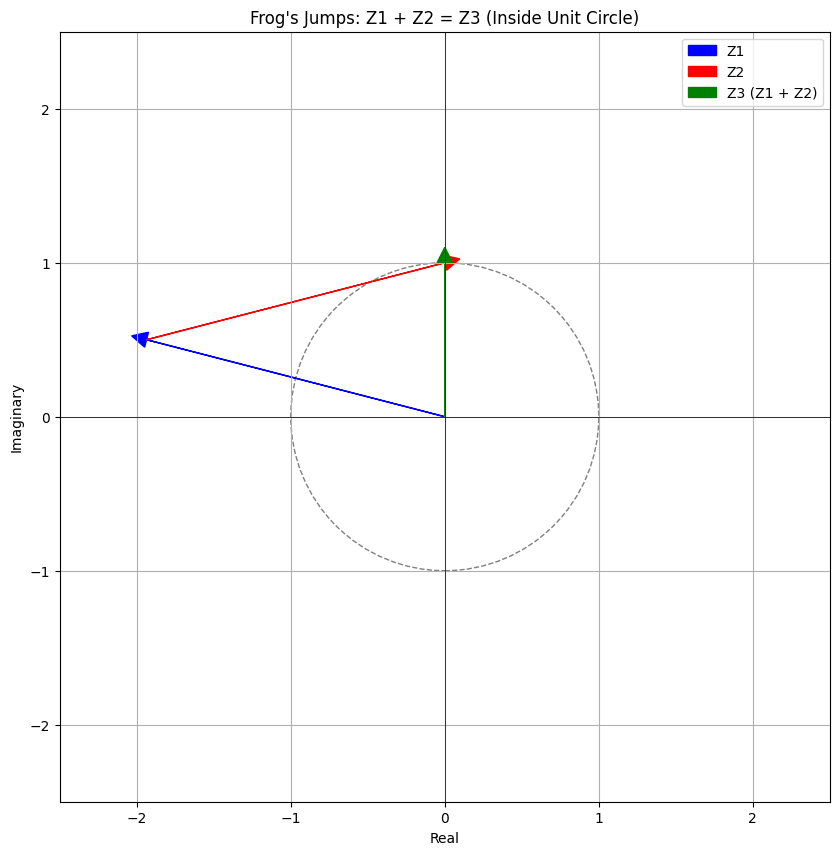 Frog's Jumps: Z1 + Z2 = Z3 (Inside Unit Circle)
Z1
Z2
Z3 (Z1 + Z2)
2
1
0
−1
−2
Imaginary
−2
−1
0
1
2
Real